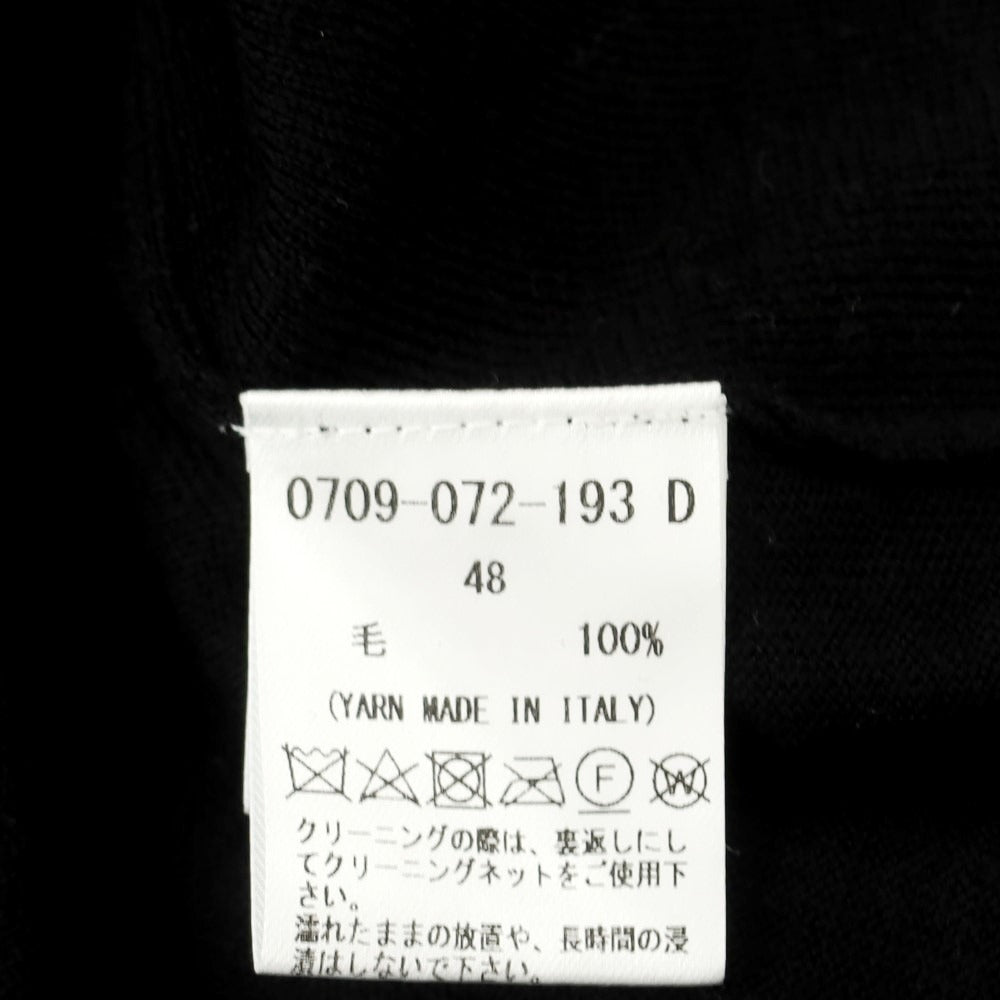 0709-072-193 D
48
毛 100%
(YARN MADE IN ITALY)
F W
クリーニングの際は、裏返しにし
てクリーニングネットをご使用下
さい。
濡れたままの放置や、長時間の浸
漬はしないで下さい。